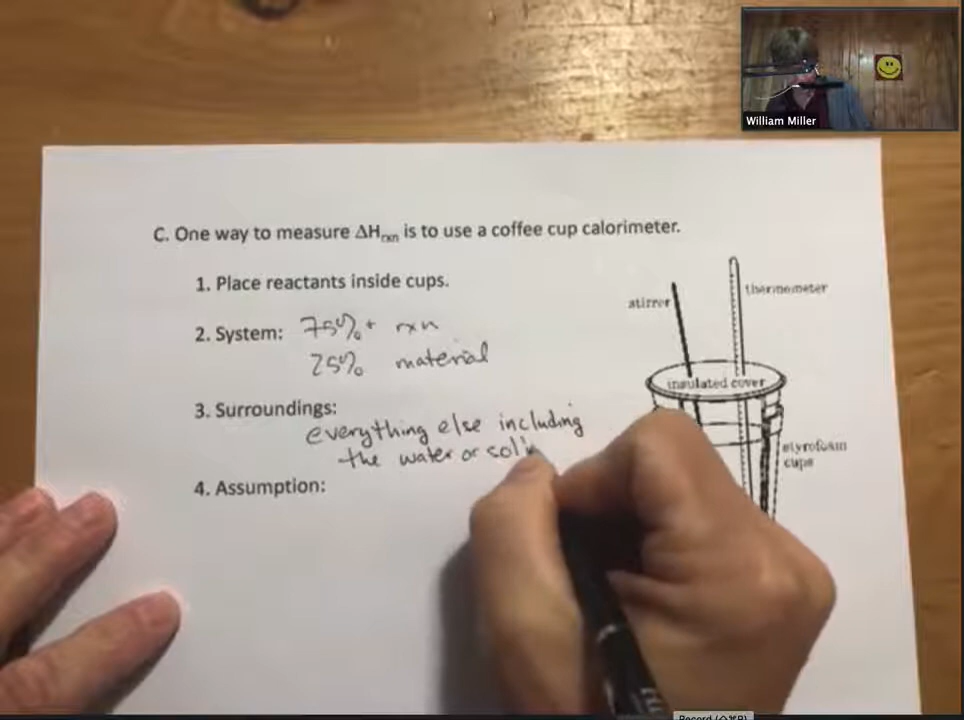 William Miller
C. One way to measure ΔHrxn is to use a coffee cup calorimeter.
1. Place reactants inside cups.
stirrer
thermometer
2. System: 75%+ rxn
25% material
insulated cover
3. Surroundings:
everything else including
the water or sol'n
styrofoam
cups
4. Assumption: